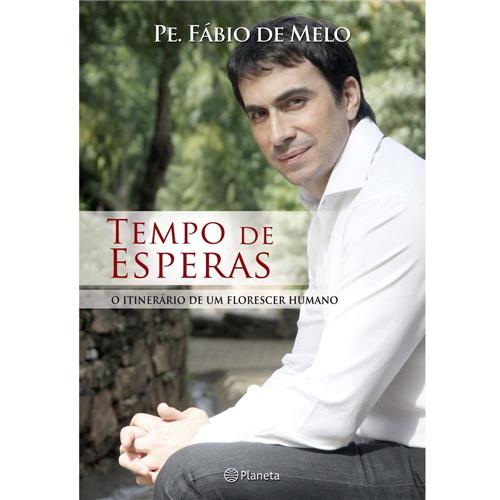 PE. FÁBIO DE MELO
TEMPO DE
ESPERAS
O ITINERÁRIO DE UM FLORESCER HUMANO
Planeta